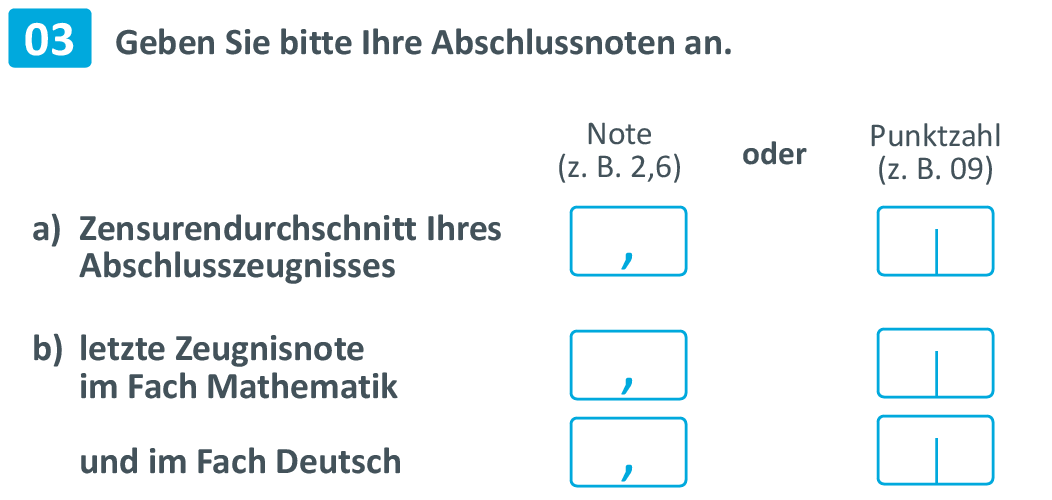 03 Geben Sie bitte Ihre Abschlussnoten an.
Note oder Punktzahl
(z. B. 2,6) (z. B. 09)
a) Zensurendurchschnitt Ihres
Abschlusszeugnisses , |
b) letzte Zeugnisnote
im Fach Mathematik , |
und im Fach Deutsch , |